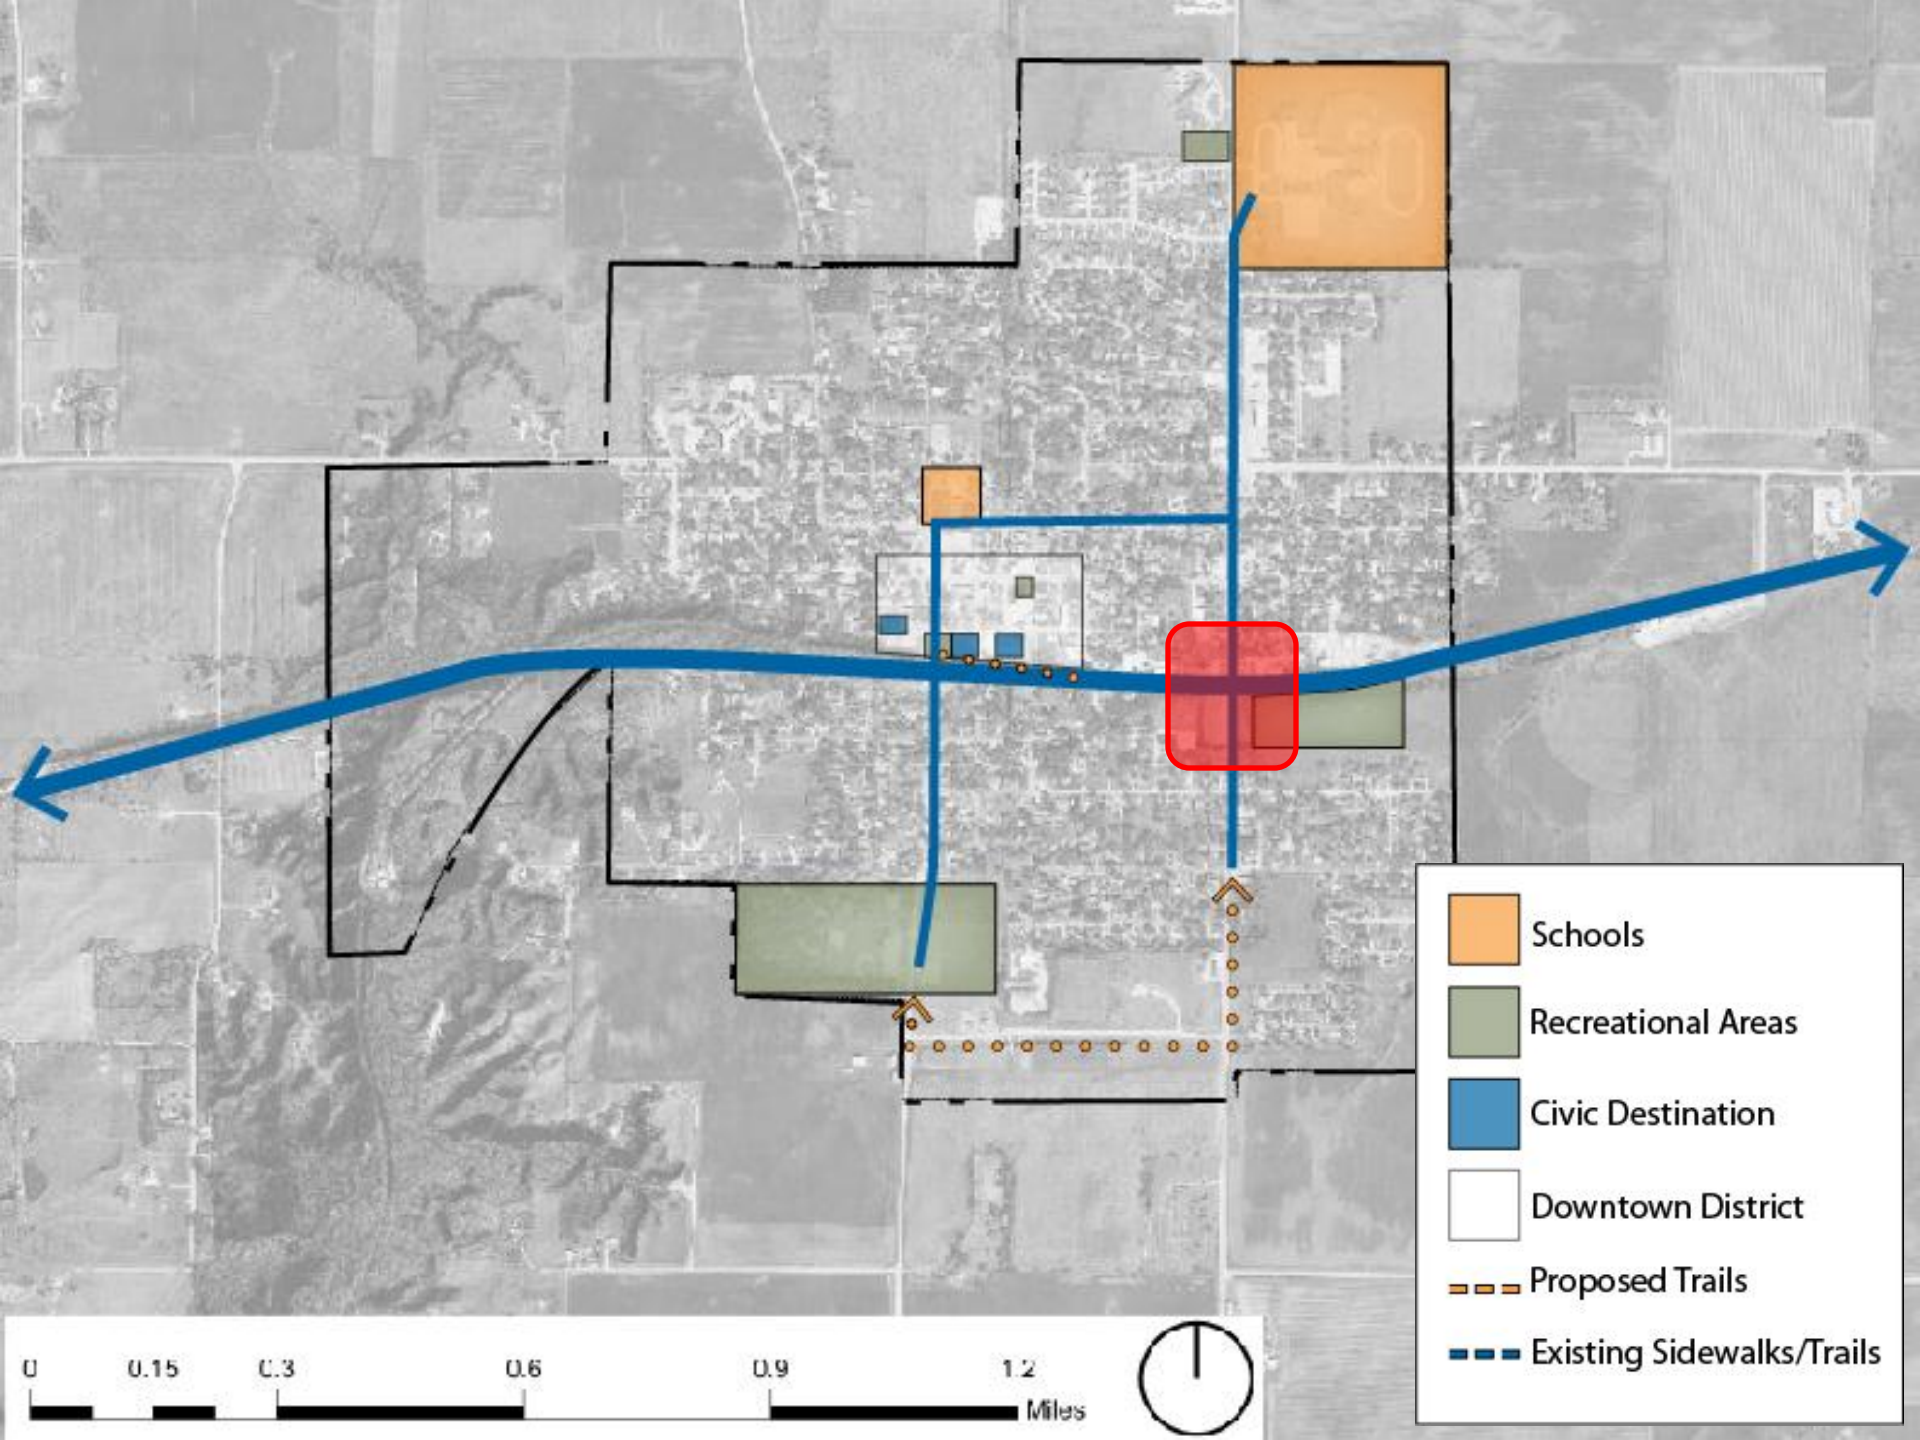 Schools
Recreational Areas
Civic Destination
Downtown District
Proposed Trails
Existing Sidewalks/Trails
0 0.15 0.3 0.6 0.9 1.2
Miles